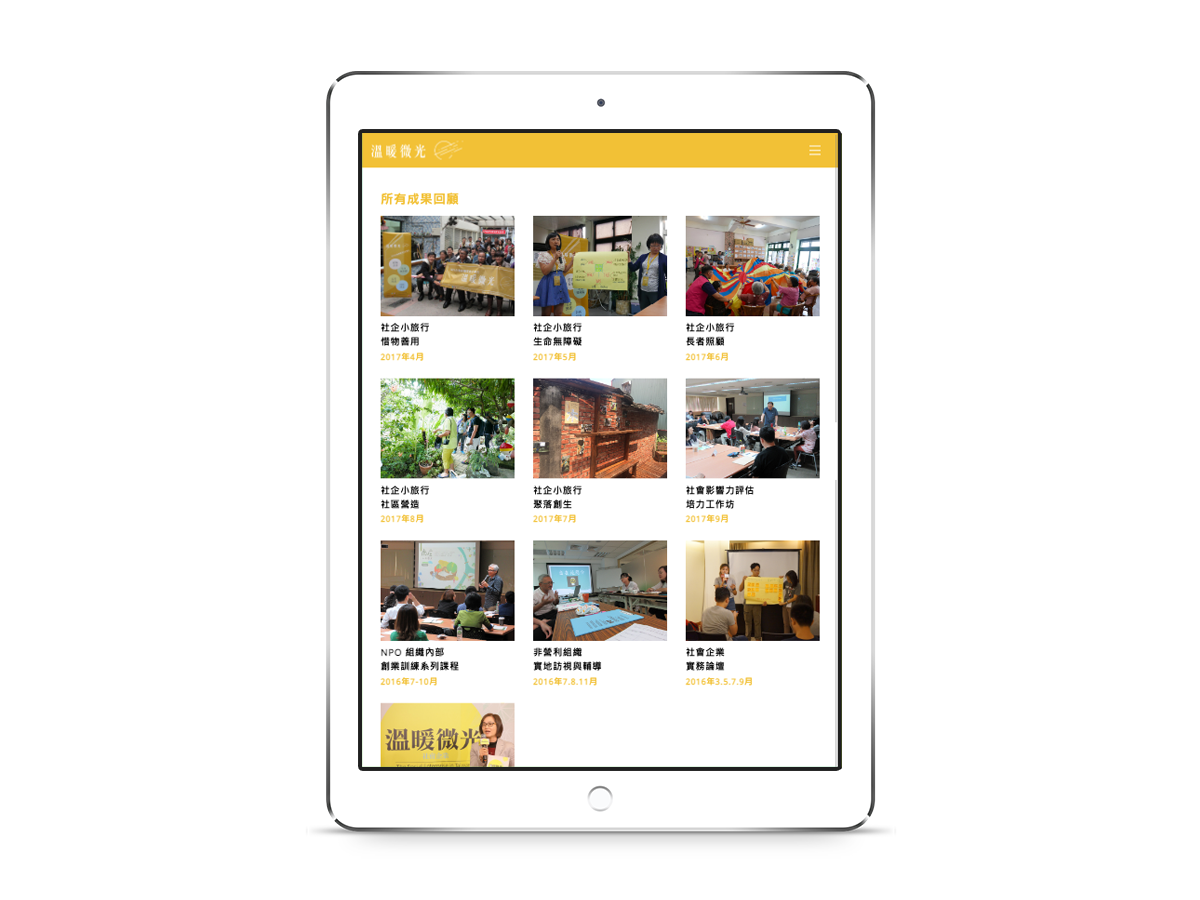 溫暖微光
所有成果回顧
社企小旅行
惜物善用
2017年4月
社企小旅行
生命無障礙
2017年5月
社企小旅行
長者照顧
2017年6月
社企小旅行
社區營造
2017年8月
社企小旅行
聚落創生
2017年7月
社會影響力評估
培力工作坊
2017年9月
NPO 組織內部
創業訓練系列課程
2016年7-10月
非營利組織
實地訪視與輔導
2016年7.8.11月
社會企業
實務論壇
2016年3.5.7.9月
溫暖微光